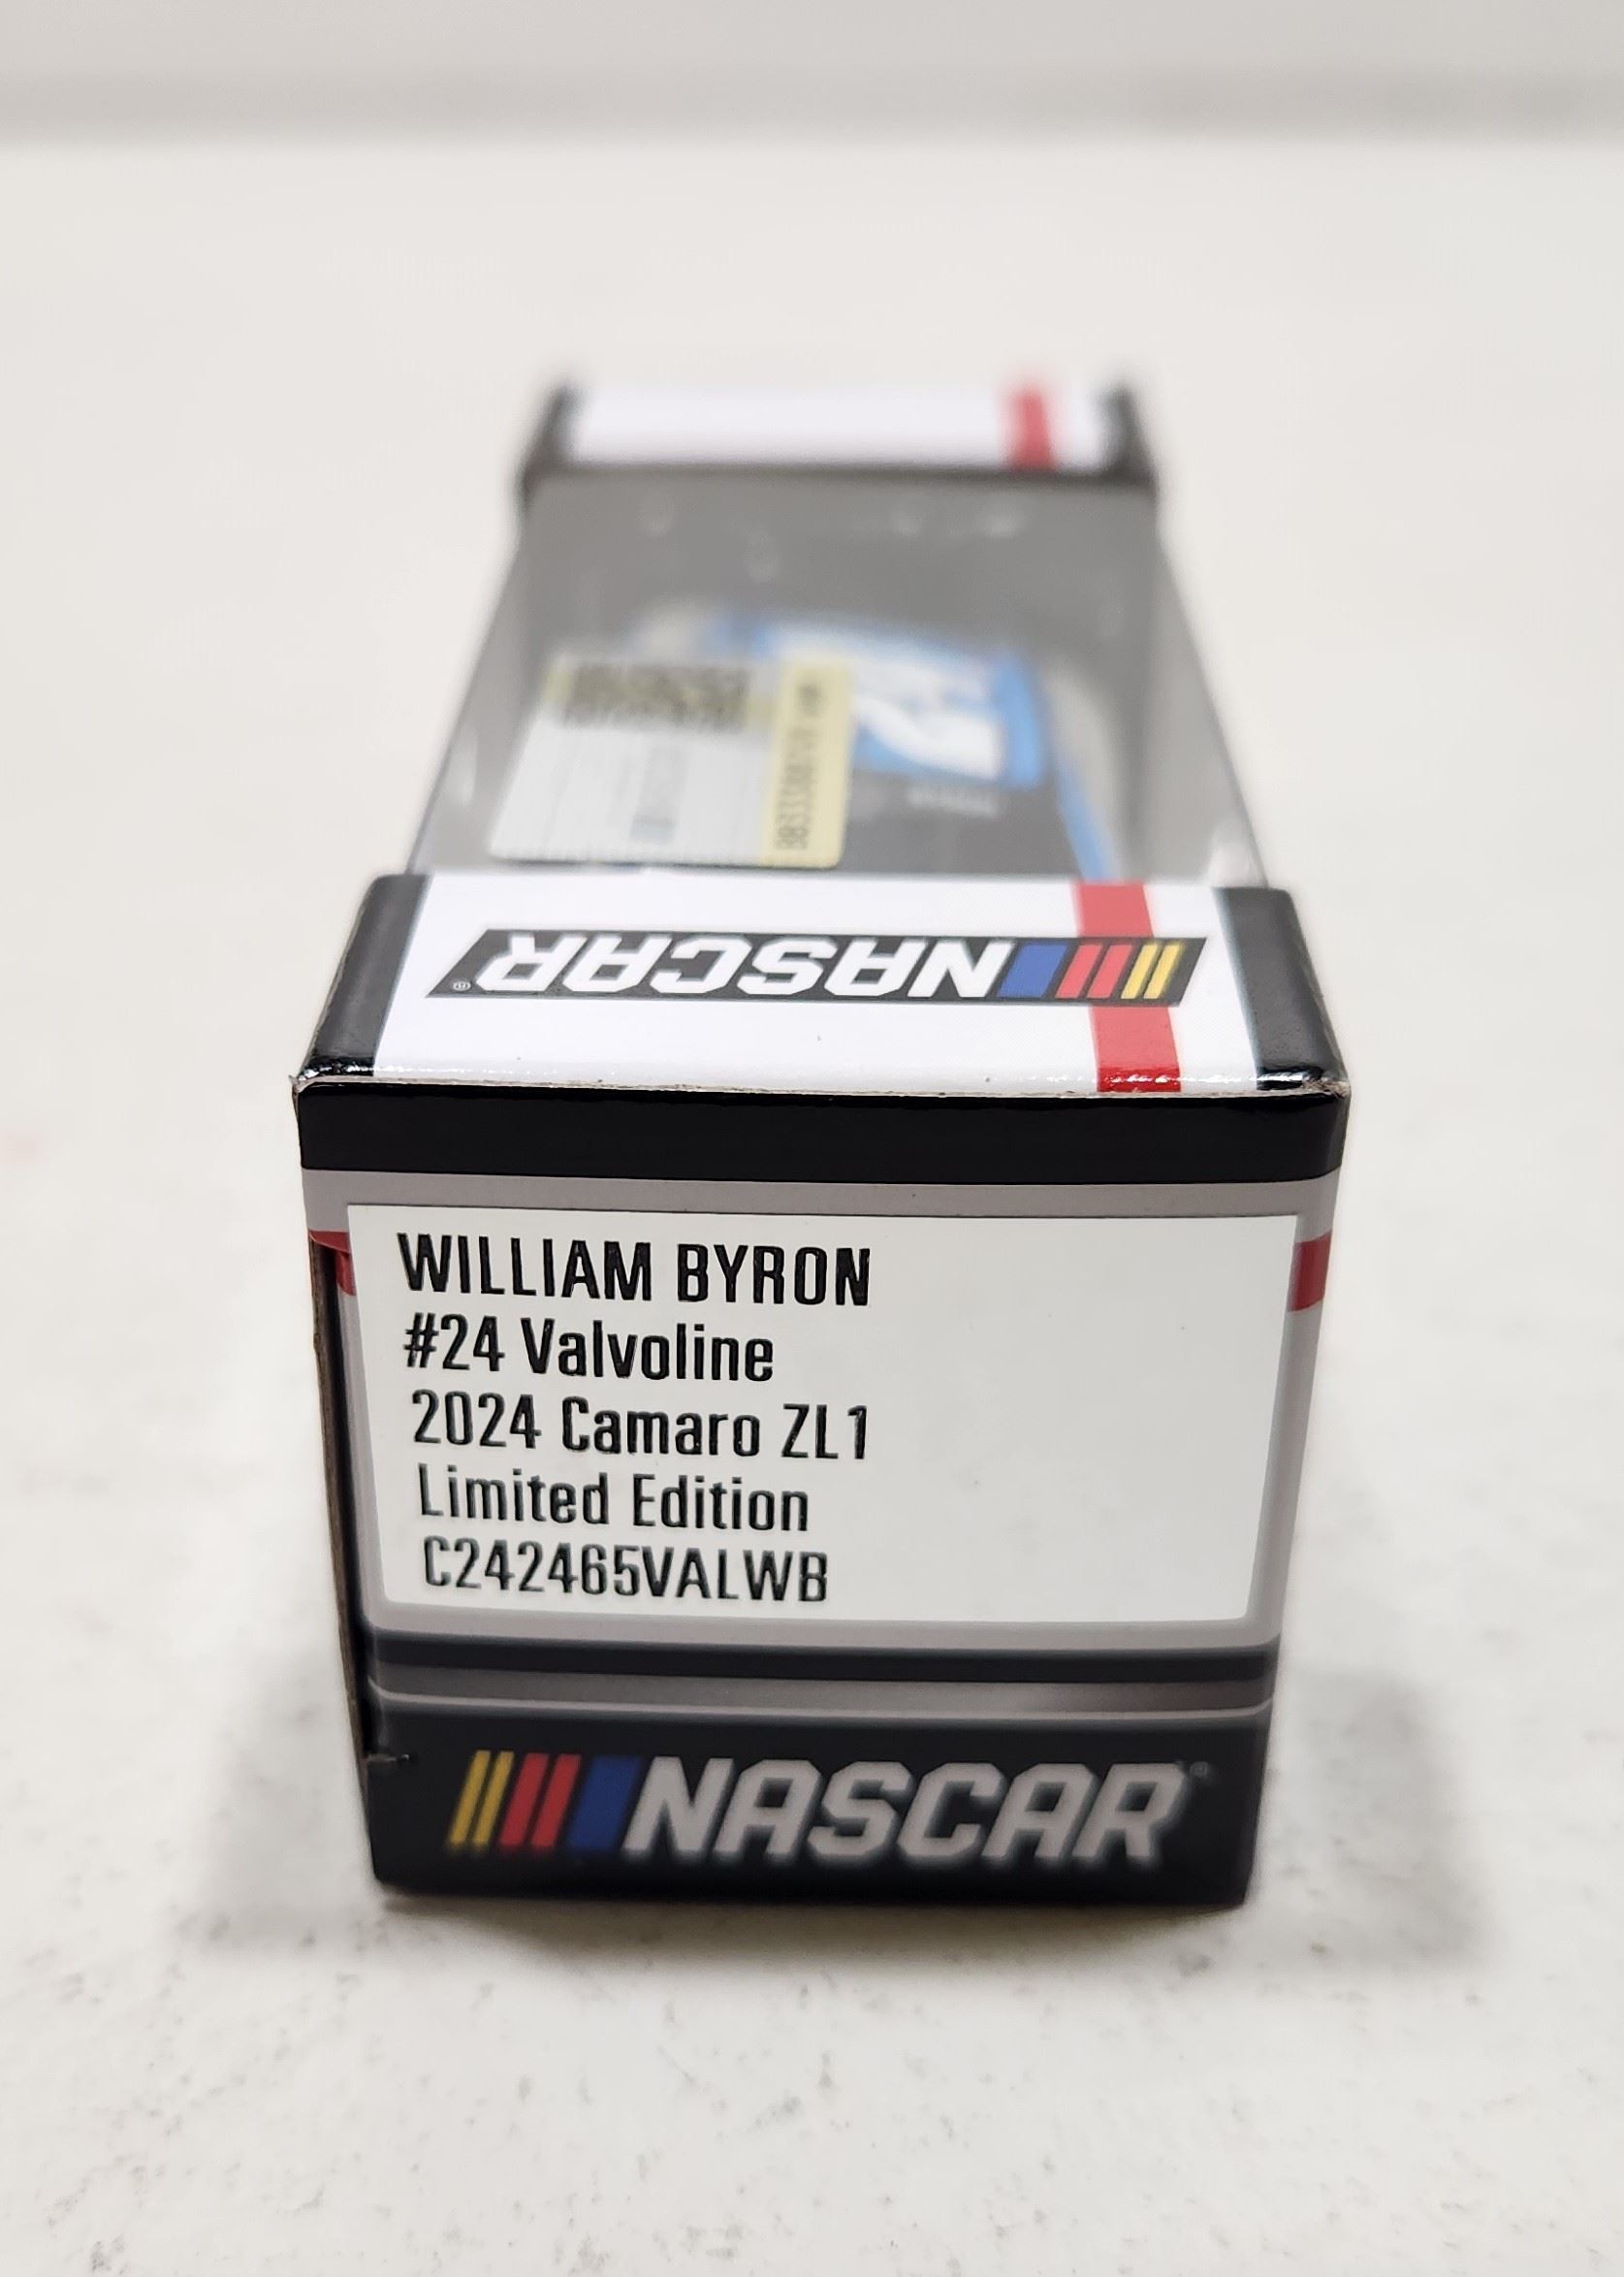 NASCAR
WILLIAM BYRON
#24 Valvoline
2024 Camaro ZL1
Limited Edition
C242465VALWB
NASCAR